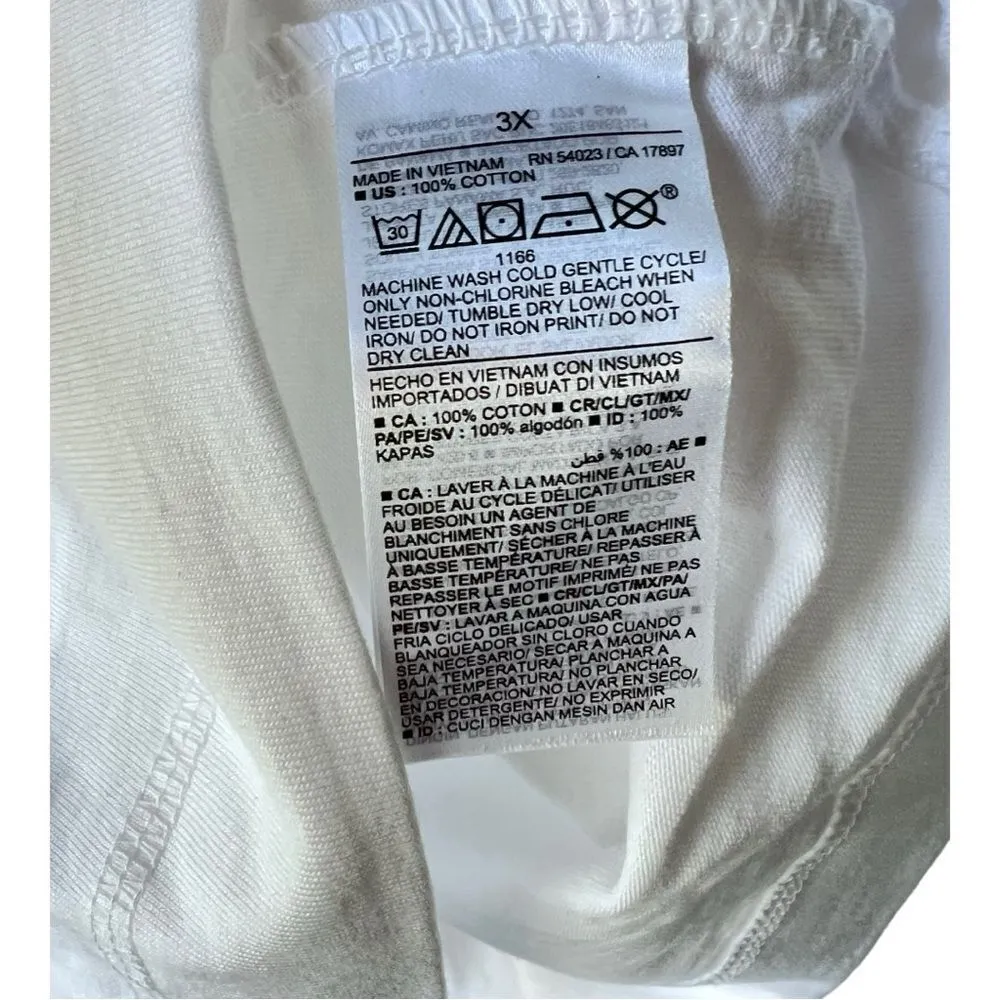 3X
MADE IN VIETNAM RN 54023 / CA 17897
■ US : 100% COTTON
30 ®
1166
MACHINE WASH COLD GENTLE CYCLE/
ONLY NON-CHLORINE BLEACH WHEN
NEEDED/ TUMBLE DRY LOW/ COOL
IRON/ DO NOT IRON PRINT/ DO NOT
DRY CLEAN
HECHO EN VIETNAM CON INSUMOS
IMPORTADOS / DIBUAT DI VIETNAM
■ CA : 100% COTON ■ CR/CL/GT/MX/
PA/PE/SV : 100% algodón ■ ID : 100%
KAPAS
■ AE : 100% قطن
■ CA : LAVER À LA MACHINE À L'EAU
FROIDE AU CYCLE DÉLICAT/ UTILISER
AU BESOIN UN AGENT DE
BLANCHIMENT SANS CHLORE
UNIQUEMENT/ SÉCHER À LA MACHINE
À BASSE TEMPÉRATURE/ REPASSER À
BASSE TEMPÉRATURE/ NE PAS
REPASSER LE MOTIF IMPRIMÉ/ NE PAS
NETTOYER À SEC ■ CR/CL/GT/MX/PA/
PE/SV : LAVAR A MAQUINA CON AGUA
FRIA CICLO DELICADO/ USAR
BLANQUEADOR SIN CLORO CUANDO
SEA NECESARIO/ SECAR A MAQUINA A
BAJA TEMPERATURA/ PLANCHAR A
BAJA TEMPERATURA/ NO PLANCHAR
EN DECORACION/ NO LAVAR EN SECO/
USAR DETERGENTE/ NO EXPRIMIR
■ ID : CUCI DENGAN MESIN DAN AIR